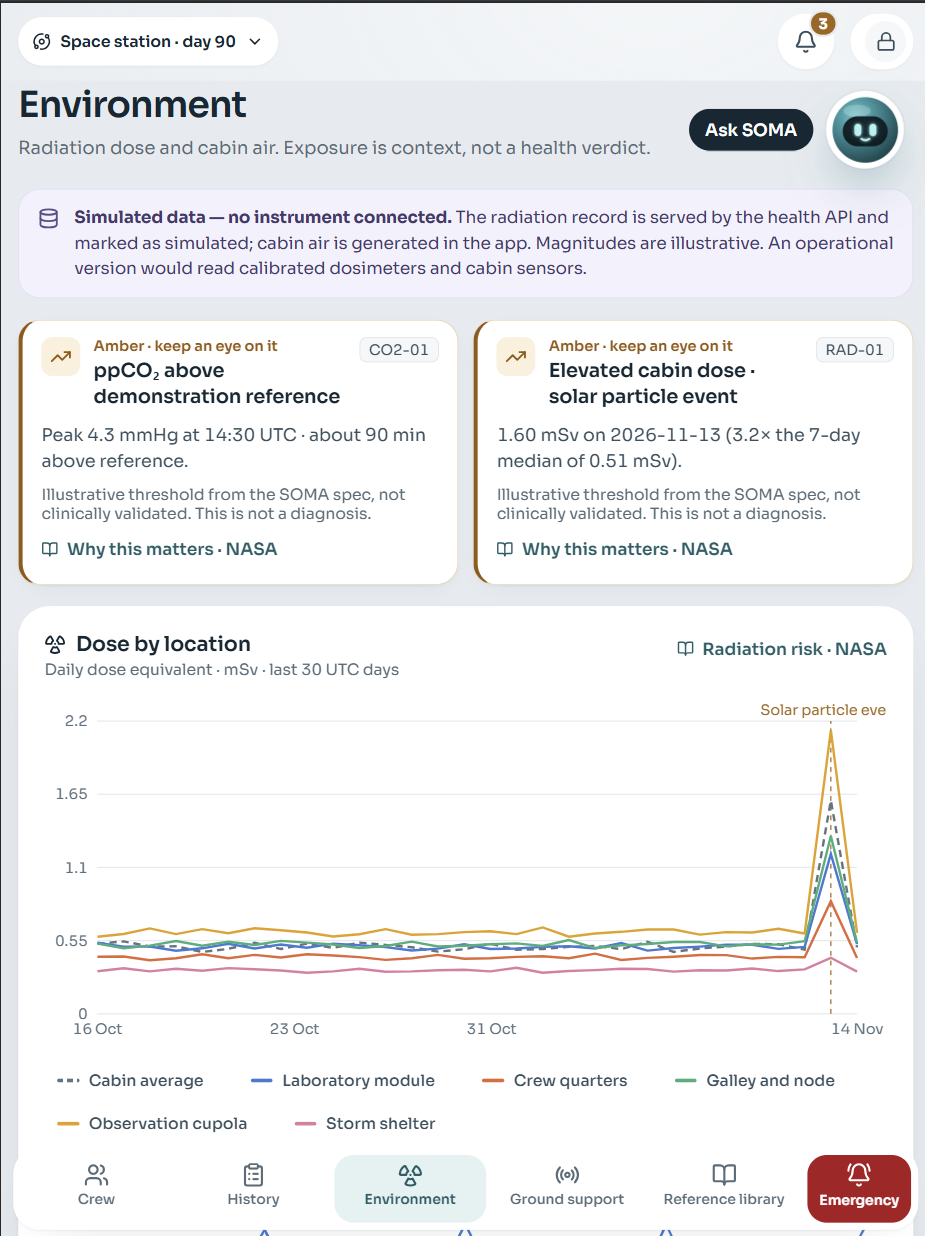 Space station · day 90
3
Environment
Radiation dose and cabin air. Exposure is context, not a health verdict.
Ask SOMA
Simulated data — no instrument connected. The radiation record is served by the health API and
marked as simulated; cabin air is generated in the app. Magnitudes are illustrative. An operational
version would read calibrated dosimeters and cabin sensors.
Amber · keep an eye on it
CO2-01
ppCO₂ above
demonstration reference
Peak 4.3 mmHg at 14:30 UTC · about 90 min
above reference.
Illustrative threshold from the SOMA spec, not
clinically validated. This is not a diagnosis.
Why this matters · NASA
Amber · keep an eye on it
RAD-01
Elevated cabin dose ·
solar particle event
1.60 mSv on 2026-11-13 (3.2× the 7-day
median of 0.51 mSv).
Illustrative threshold from the SOMA spec, not
clinically validated. This is not a diagnosis.
Why this matters · NASA
Dose by location
Radiation risk · NASA
Daily dose equivalent · mSv · last 30 UTC days
Solar particle eve
2.2
1.65
1.1
0.55
0
16 Oct 23 Oct 31 Oct 14 Nov
Cabin average Laboratory module Crew quarters Galley and node
Observation cupola Storm shelter
Crew History Environment Ground support Reference library Emergency